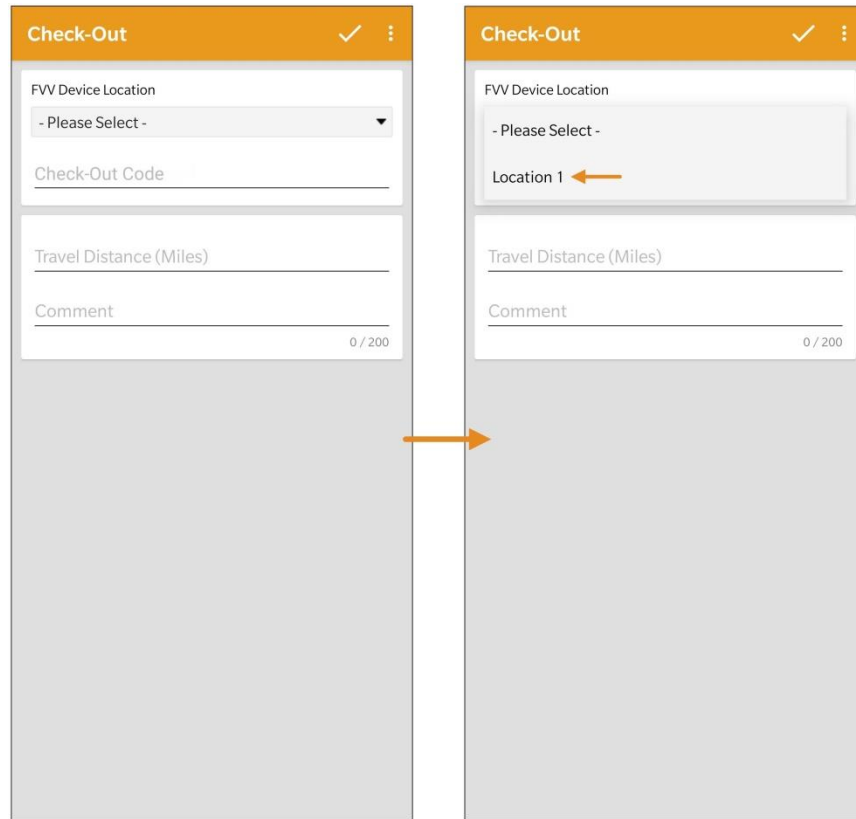 Check-Out
FVV Device Location
- Please Select -
Check-Out Code
Travel Distance (Miles)
Comment
0 / 200
Check-Out
FVV Device Location
- Please Select -
Location 1
Travel Distance (Miles)
Comment
0 / 200